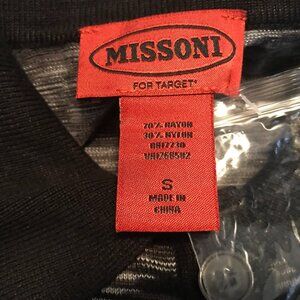 MISSONI
FOR TARGET*
70% RAYON
30% NYLON
S
MADE IN
CHINA